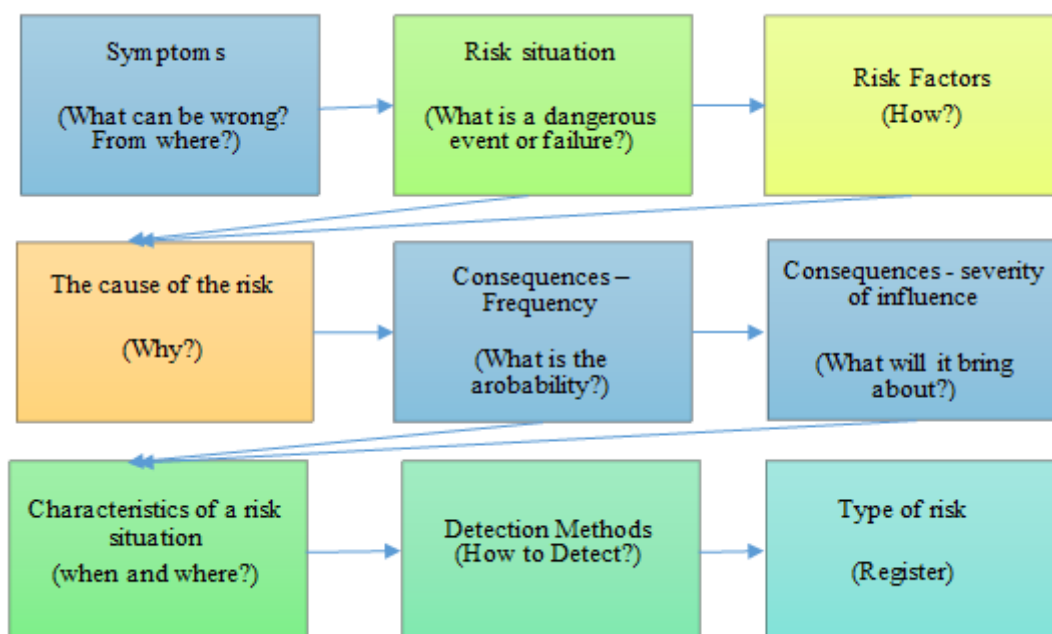 Symptoms
(What can be wrong?
From where?)
Risk situation
(What is a dangerous
event or failure?)
Risk Factors
(How?)
The cause of the risk
(Why?)
Consequences –
Frequency
(What is the
arobability?)
Consequences - severity
of influence
(What will it bring
about?)
Characteristics of a risk
situation
(when and where?)
Detection Methods
(How to Detect?)
Type of risk
(Register)